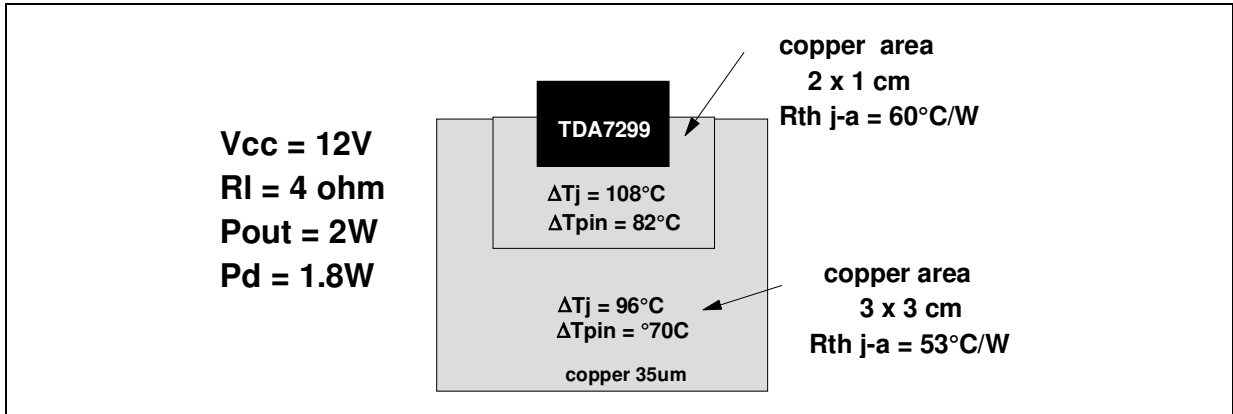 Vcc = 12V
Rl = 4 ohm
Pout = 2W
Pd = 1.8W
TDA7299
ΔTj = 108°C
ΔTpin = 82°C
ΔTj = 96°C
ΔTpin = °70C
copper 35um
copper area
2 x 1 cm
Rth j-a = 60°C/W
copper area
3 x 3 cm
Rth j-a = 53°C/W